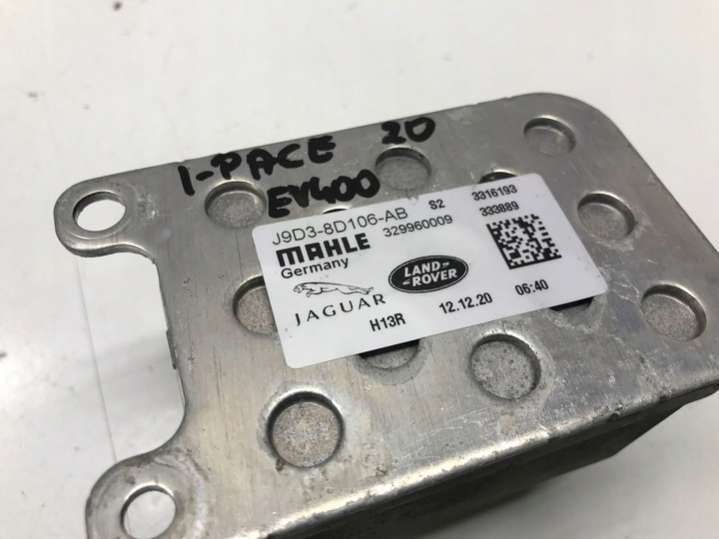 I-PACE 20
EV400
J9D3-8D106-AB S2 3316193
MAHLE 329960009 333889
Germany
JAGUAR LAND ROVER
H13R 12.12.20 06:40